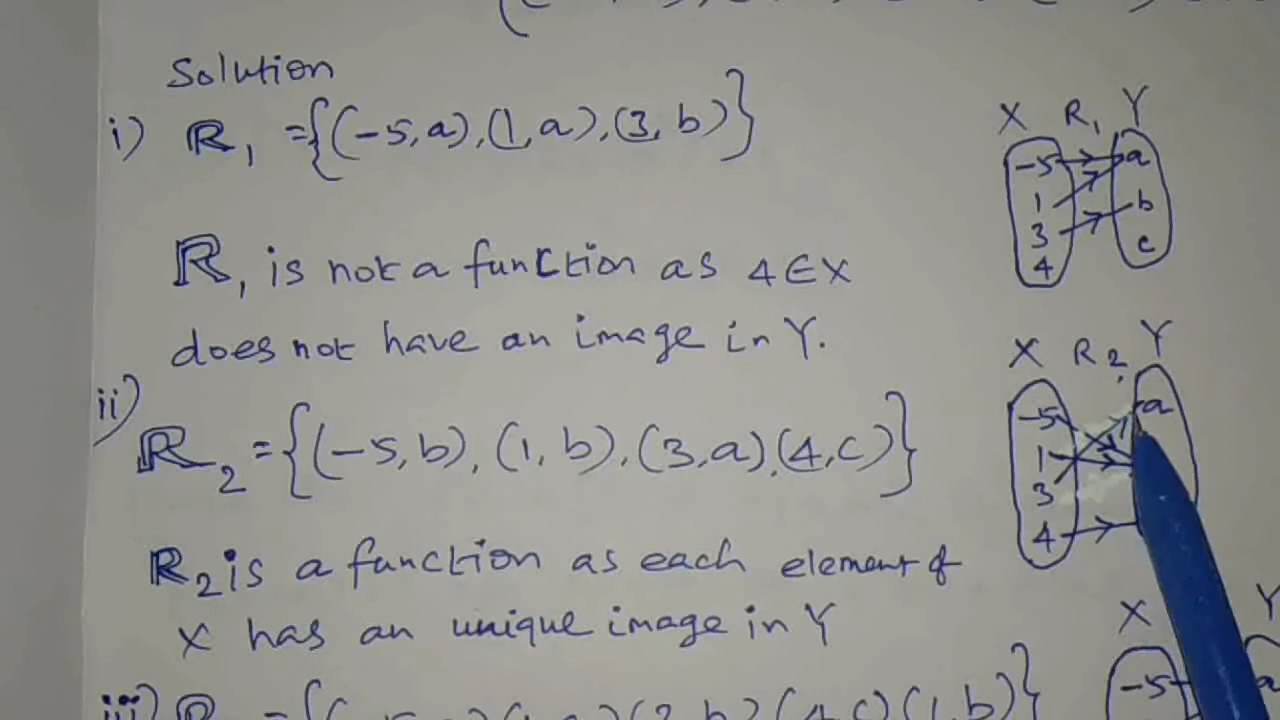 Solution
i) R₁ = {(-5, a), (1, a), (3, b)}
R₁ is not a function as 4 ∈ X
does not have an image in Y.
ii) R₂ = {(-5, b), (1, b), (3, a), (4, c)}
R₂ is a function as each element of
X has an unique image in Y
iii)
X R₁ Y
-5 a
1 b
3 c
4
X R₂ Y
-5 a
1
3
4
X Y
-5 a